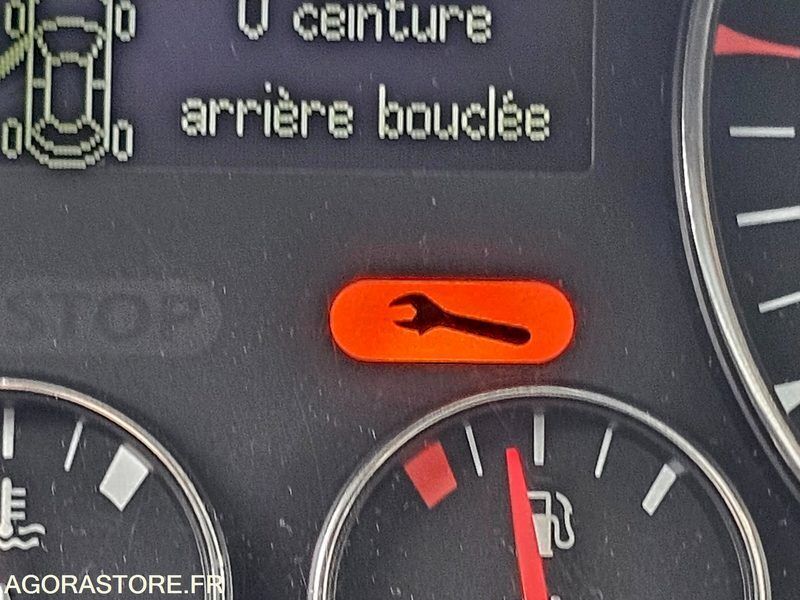 0 ceinture
arrière bouclée
STOP
AGORASTORE.FR